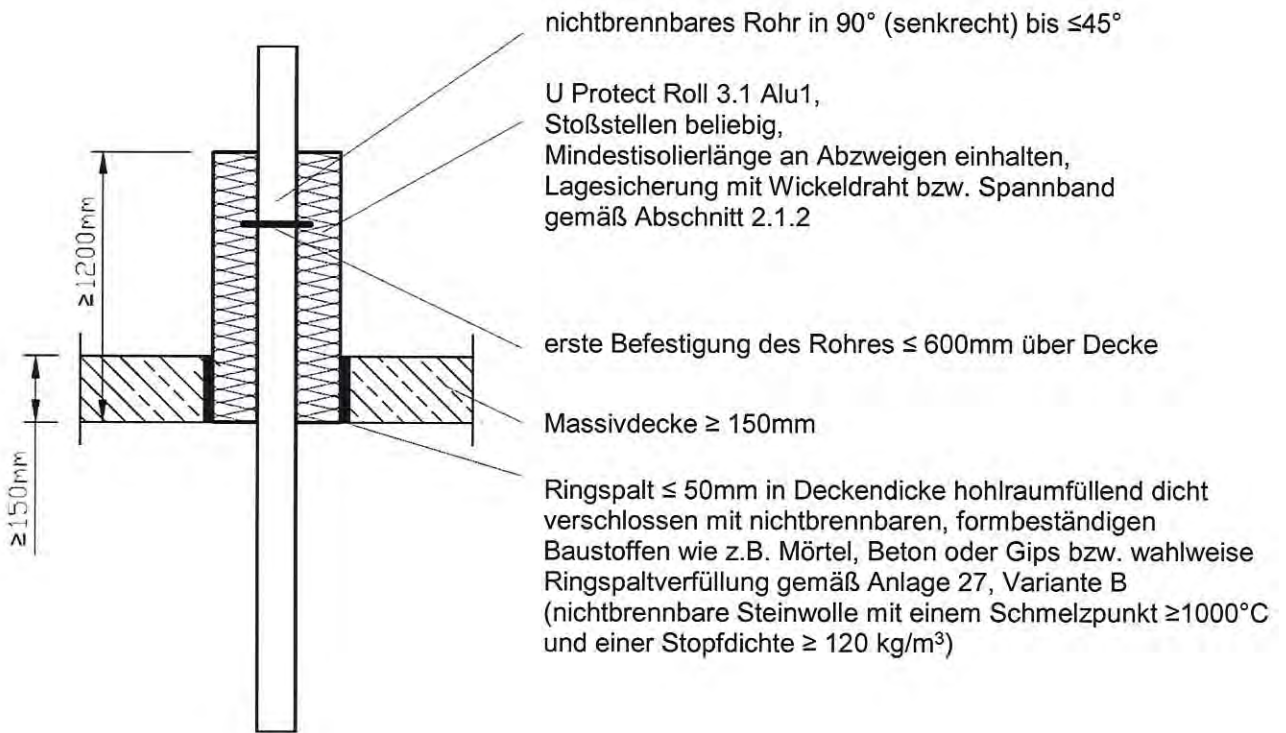 nichtbrennbares Rohr in 90° (senkrecht) bis ≤45°
U Protect Roll 3.1 Alu1,
Stoßstellen beliebig,
Mindestisolierlänge an Abzweigen einhalten,
Lagesicherung mit Wickeldraht bzw. Spannband
gemäß Abschnitt 2.1.2
≥1200mm
erste Befestigung des Rohres ≤ 600mm über Decke
Massivdecke ≥ 150mm
≥150mm
Ringspalt ≤ 50mm in Deckendicke hohlraumfüllend dicht
verschlossen mit nichtbrennbaren, formbeständigen
Baustoffen wie z.B. Mörtel, Beton oder Gips bzw. wahlweise
Ringspaltverfüllung gemäß Anlage 27, Variante B
(nichtbrennbare Steinwolle mit einem Schmelzpunkt ≥1000°C
und einer Stopfdichte ≥ 120 kg/m³)